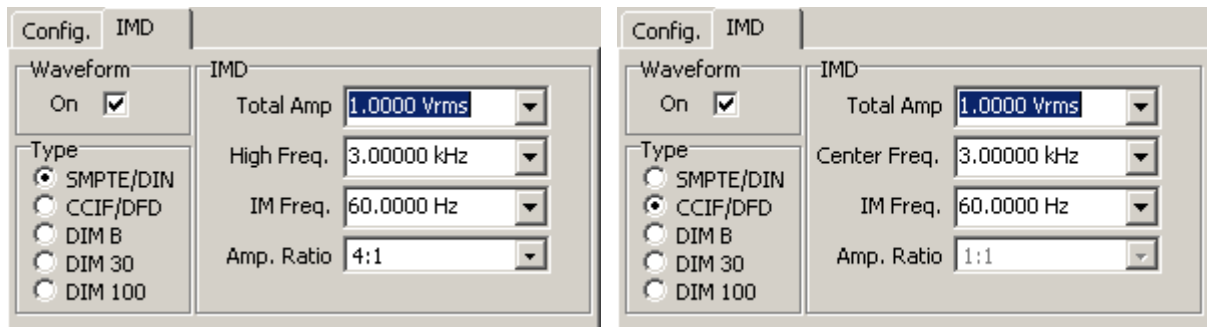 Config. IMD
Waveform
On
Type
SMPTE/DIN
CCIF/DFD
DIM B
DIM 30
DIM 100
IMD
Total Amp 1.0000 Vrms
High Freq. 3.00000 kHz
IM Freq. 60.0000 Hz
Amp. Ratio 4:1
Config. IMD
Waveform
On
Type
SMPTE/DIN
CCIF/DFD
DIM B
DIM 30
DIM 100
IMD
Total Amp 1.0000 Vrms
Center Freq. 3.00000 kHz
IM Freq. 60.0000 Hz
Amp. Ratio 1:1